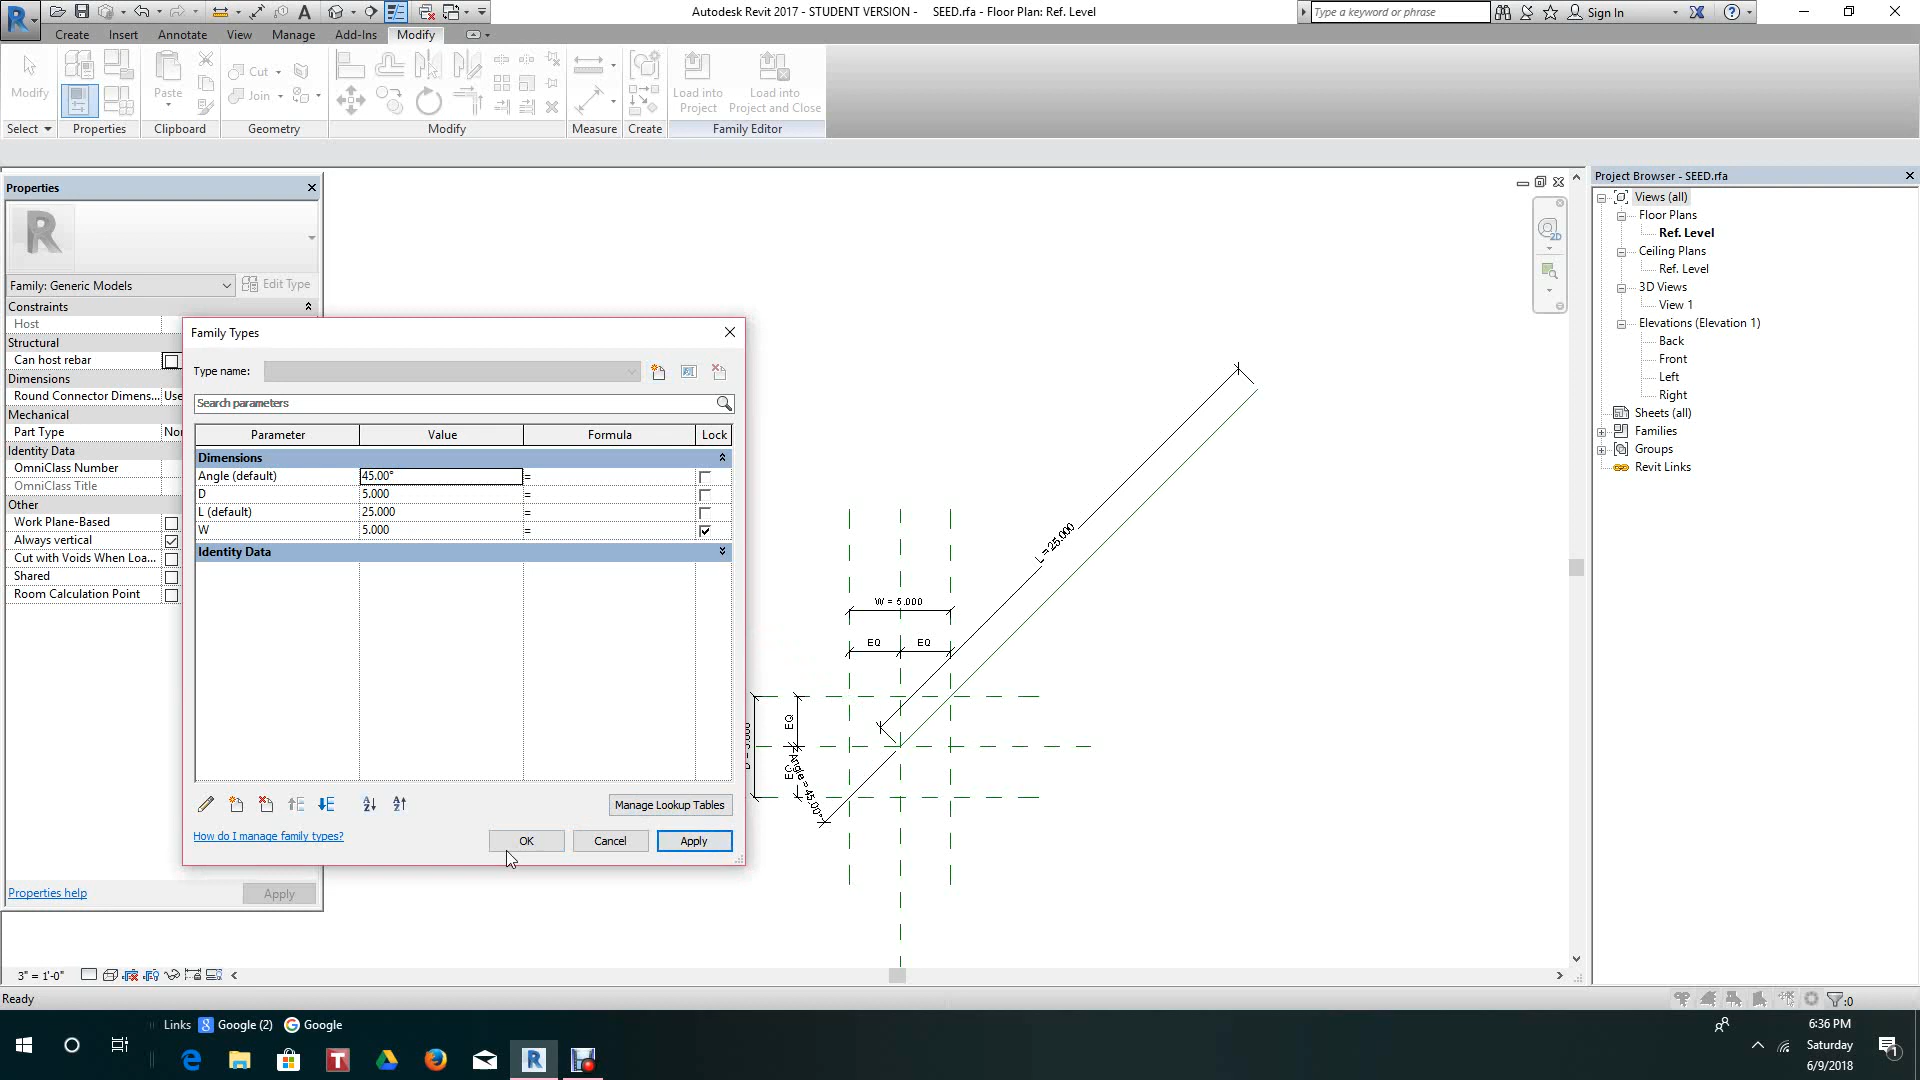 Autodesk Revit 2017 - STUDENT VERSION - SEED.rfa - Floor Plan: Ref. Level
Type a keyword or phrase
Sign In
Create Insert Annotate View Manage Add-Ins Modify
Modify
Paste
Cut
Join
Load into Project
Load into Project and Close
Select Properties Clipboard Geometry Modify Measure Create Family Editor
Properties
Family: Generic Models
Edit Type
Constraints
Host
Structural
Can host rebar
Dimensions
Round Connector Dimens... Use
Mechanical
Part Type
Identity Data
OmniClass Number
OmniClass Title
Other
Work Plane-Based
Always vertical
Cut with Voids When Loa...
Shared
Room Calculation Point
Properties help
Apply
Family Types
Type name:
Search parameters
Parameter Value Formula Lock
Dimensions
Angle (default) 45.00° =
D 5.000 =
L (default) 25.000 =
W 5.000 =
Identity Data
Manage Lookup Tables
How do I manage family types?
OK Cancel Apply
L = 25.000
W = 5.000
EQ EQ
EQ
Angle = 45.00°
2D
Project Browser - SEED.rfa
Views (all)
Floor Plans
Ref. Level
Ceiling Plans
Ref. Level
3D Views
View 1
Elevations (Elevation 1)
Back
Front
Left
Right
Sheets (all)
Families
Groups
Revit Links
3" = 1'-0"
Ready
:0
Links Google (2) Google
6:36 PM
Saturday
6/9/2018
1